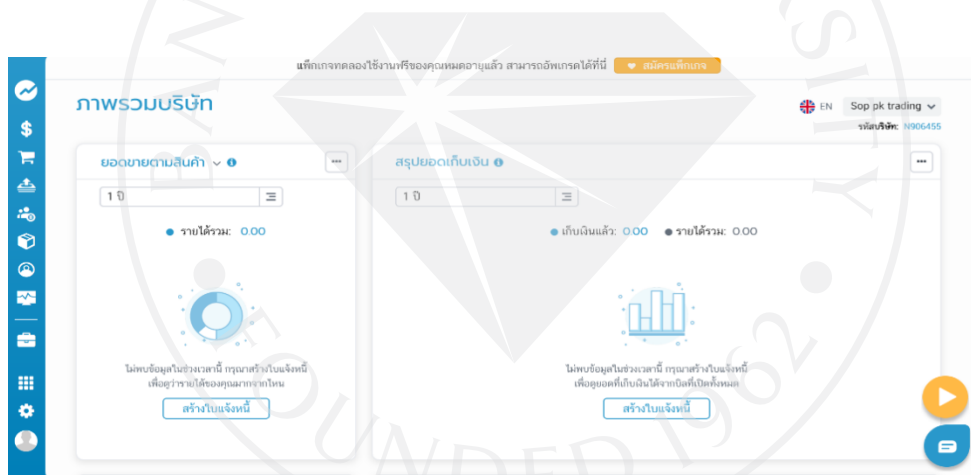 แพ็กเกจทดลองใช้งานฟรีของคุณหมดอายุแล้ว สามารถอัพเกรดได้ที่นี่ สมัครแพ็กเกจ
ภาพรวมบริษัท
EN Sop pk trading
รหัสบริษัท: N906455
ยอดขายตามสินค้า
1 ปี
รายได้รวม: 0.00
ไม่พบข้อมูลในช่วงเวลานี้ กรุณาสร้างใบแจ้งหนี้
เพื่อดูว่ารายได้ของคุณมาจากไหน
สร้างใบแจ้งหนี้
สรุปยอดเก็บเงิน
1 ปี
เก็บเงินแล้ว: 0.00 รายได้รวม: 0.00
ไม่พบข้อมูลในช่วงเวลานี้ กรุณาสร้างใบแจ้งหนี้
เพื่อดูยอดที่เก็บเงินได้จากบิลที่เปิดทั้งหมด
สร้างใบแจ้งหนี้
FOUNDED 1962